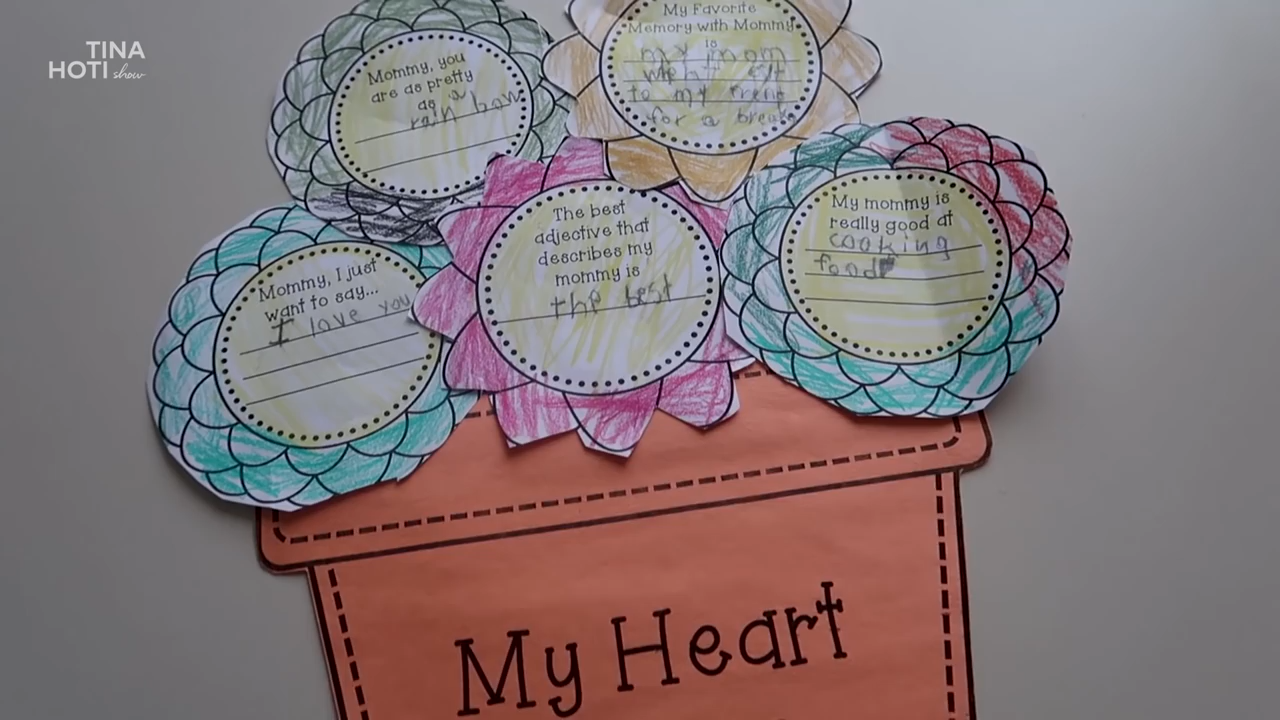 TINA
HOTI show
Mommy, you
are as pretty
as a
rain bow
My Favorite
Memory with Mommy
is
my mom
went
to my frend
for a break
Mommy, I just
want to say...
I love you
The best
adjective that
describes my
mommy is
the best
My mommy is
really good at
cooking
food
My Heart